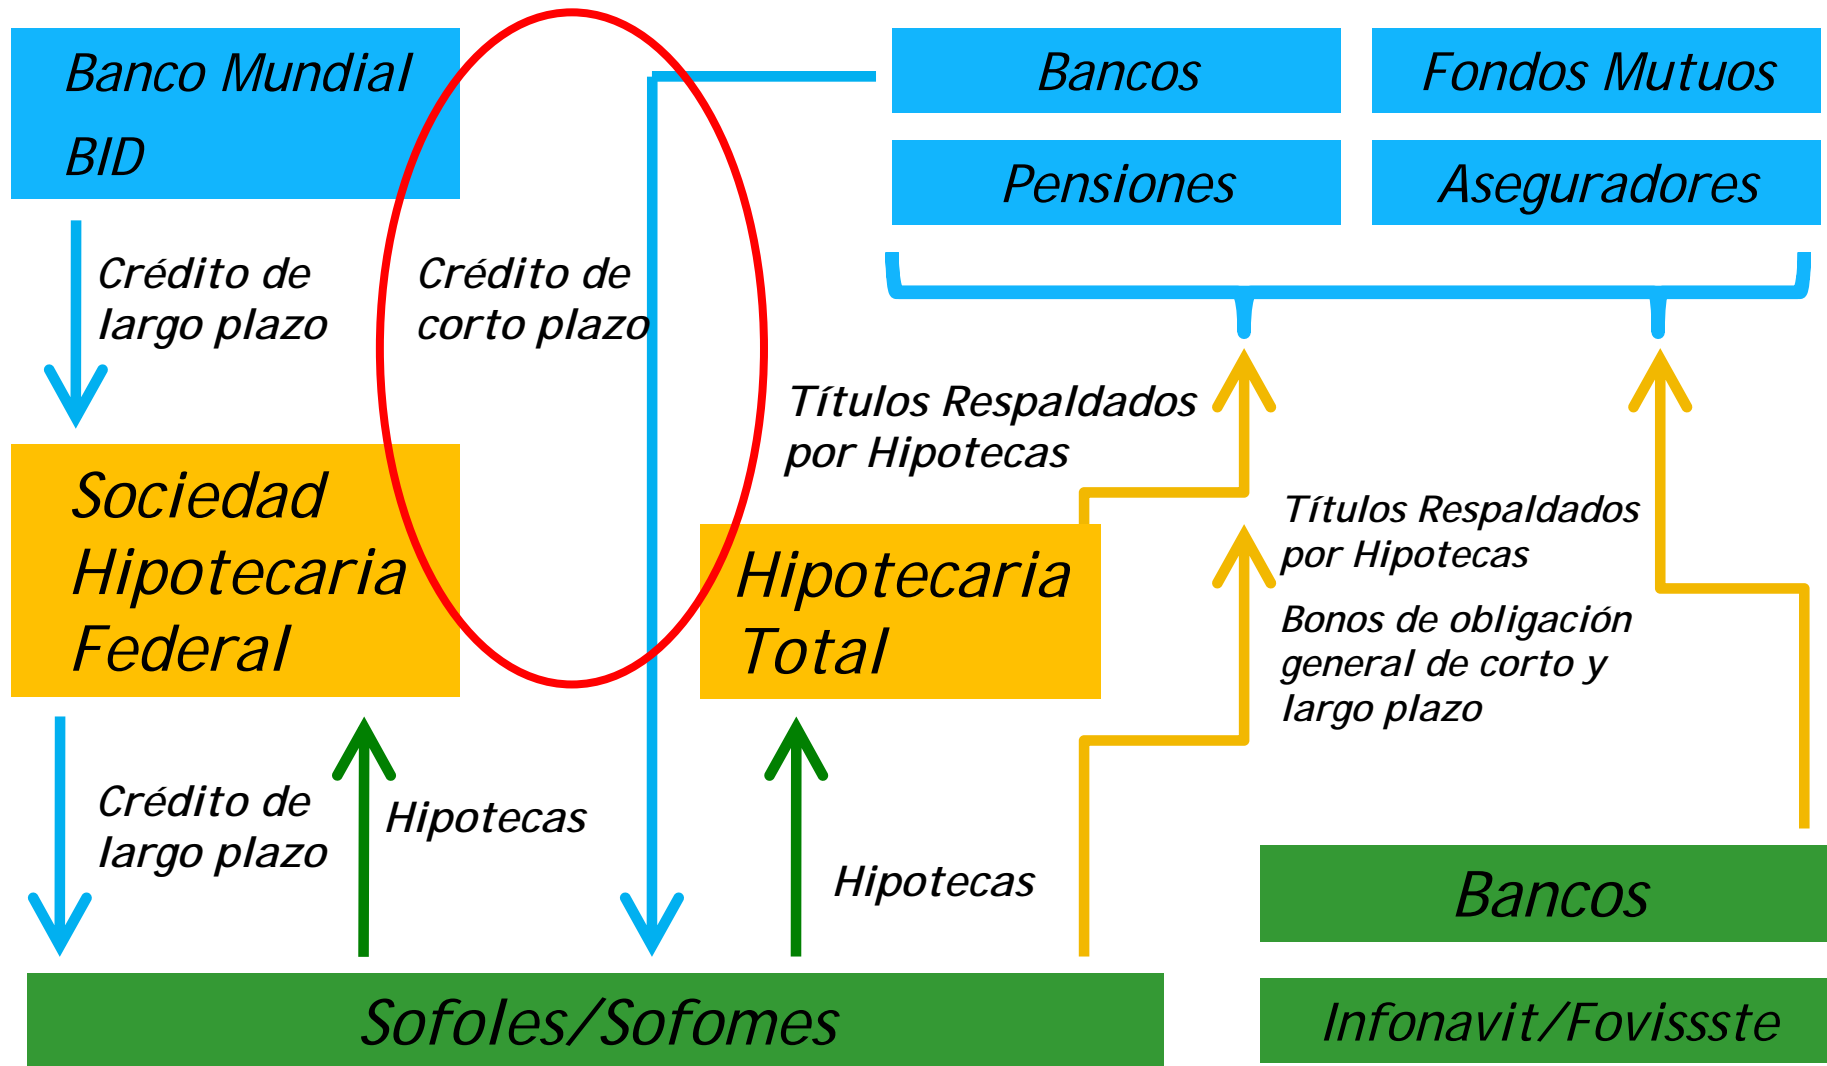 Banco Mundial
BID
Bancos
Fondos Mutuos
Pensiones
Aseguradores
Crédito de
largo plazo
Crédito de
corto plazo
Títulos Respaldados
por Hipotecas
Sociedad
Hipotecaria
Federal
Hipotecaria
Total
Títulos Respaldados
por Hipotecas
Bonos de obligación
general de corto y
largo plazo
Crédito de
largo plazo
Hipotecas
Hipotecas
Bancos
Sofoles/Sofomes
Infonavit/Fovissste